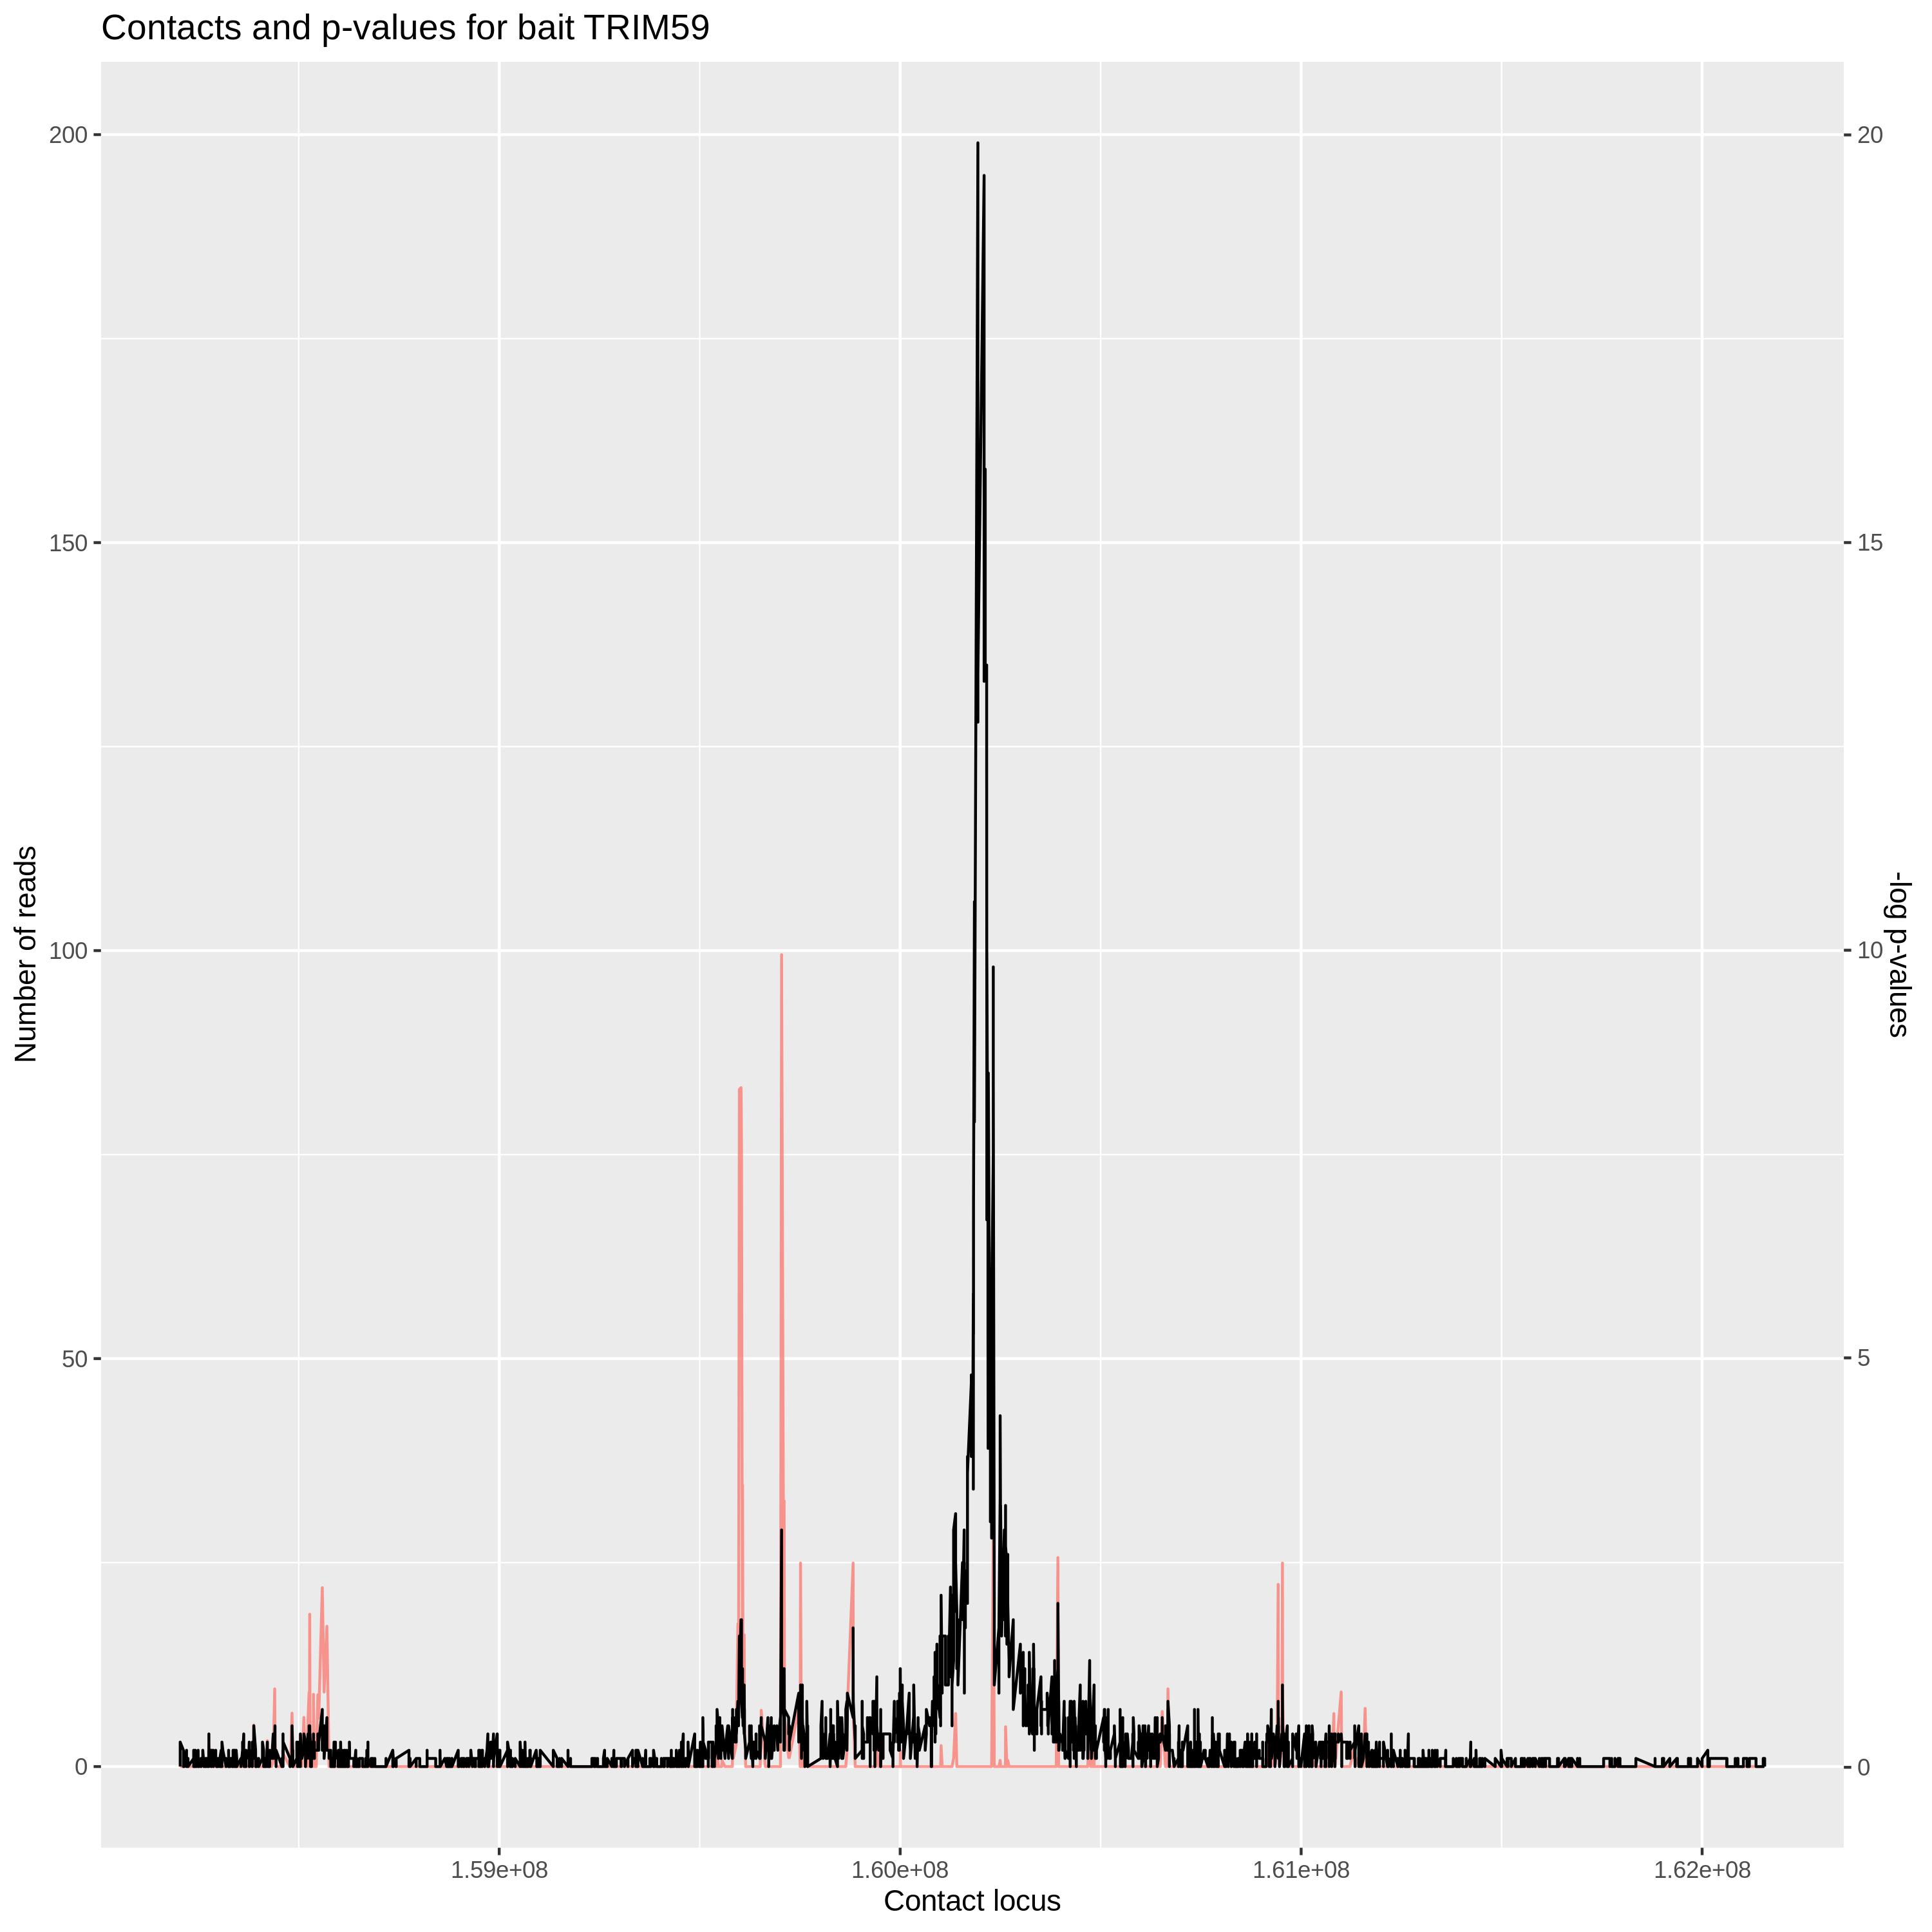 Contacts and p-values for bait TRIM59
200
150
100
50
0
Number of reads
20
15
10
5
0
-log p-values
1.59e+08
1.60e+08
1.61e+08
1.62e+08
Contact locus